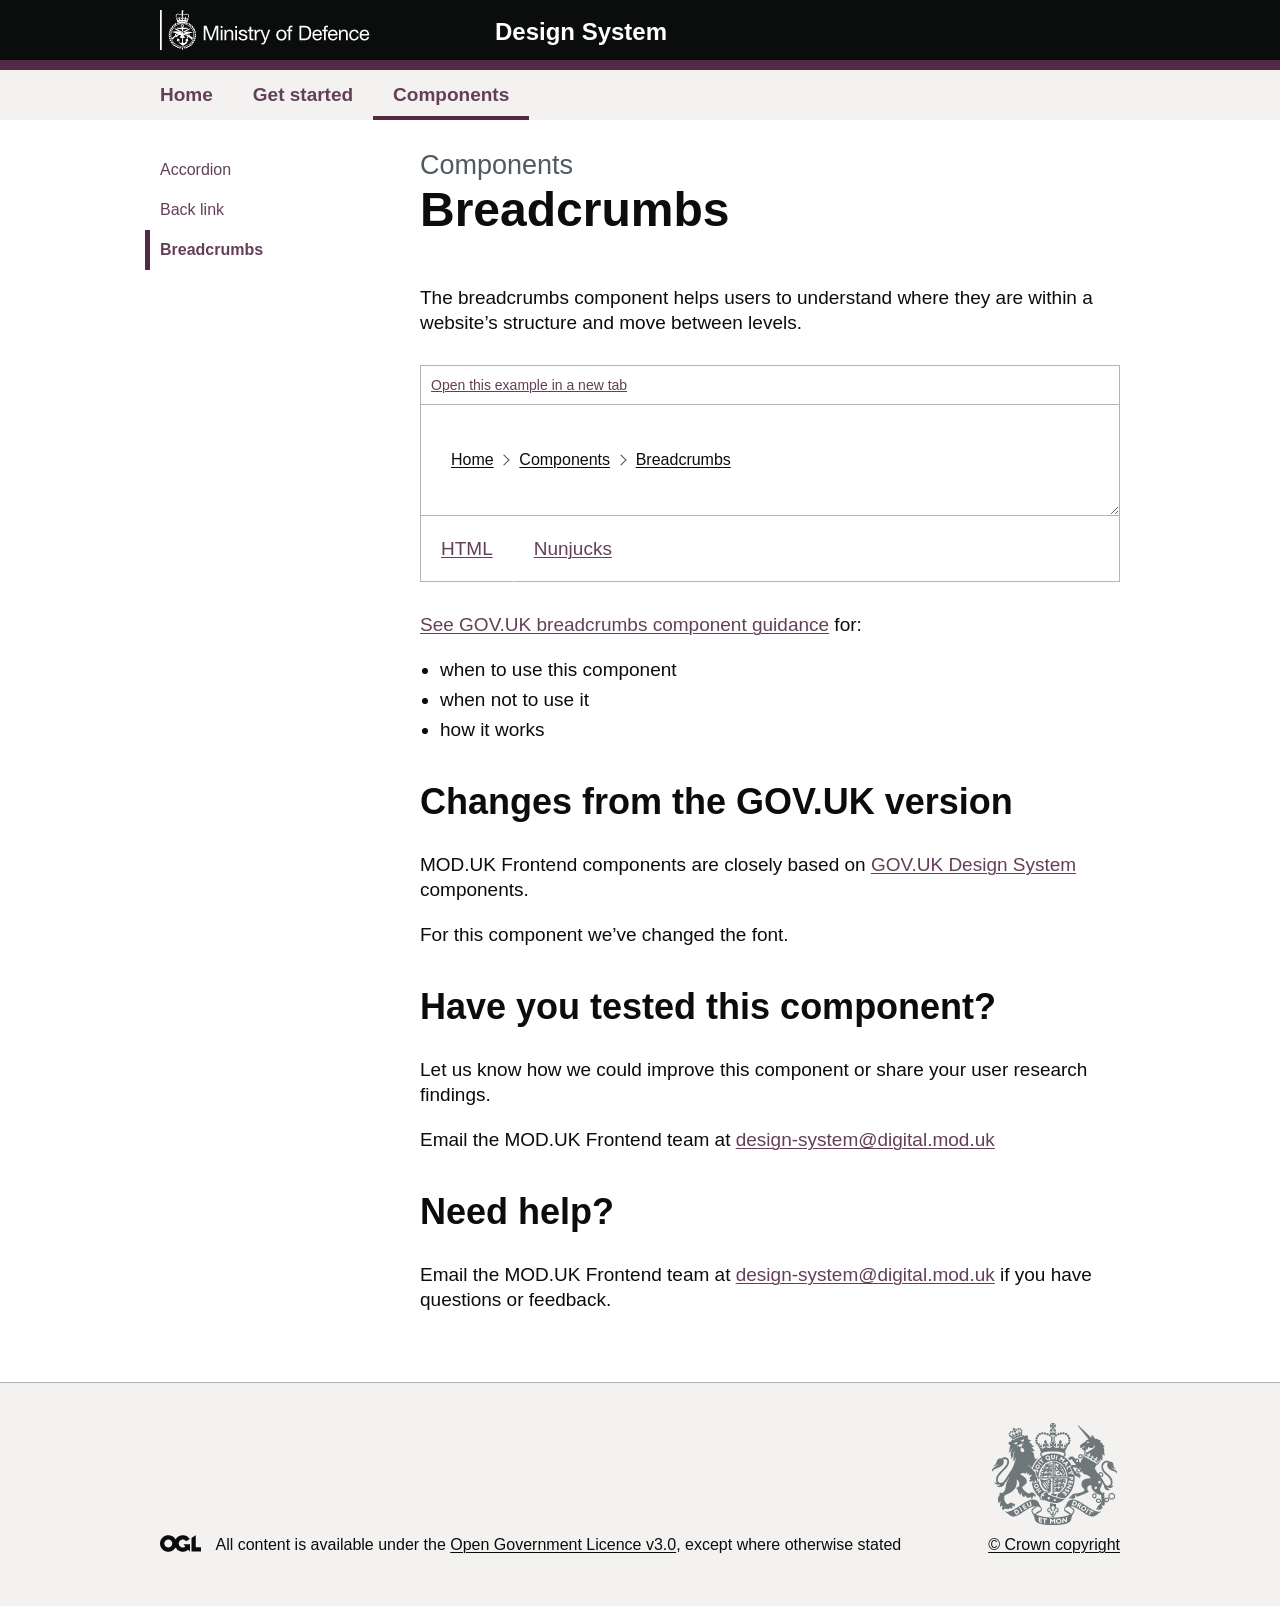 Ministry of Defence
Design System
Home
Get started
Components
Accordion
Back link
Breadcrumbs
Components
Breadcrumbs
The breadcrumbs component helps users to understand where they are within a
website’s structure and move between levels.
Open this example in a new tab
Home
Components
Breadcrumbs
HTML
Nunjucks
See GOV.UK breadcrumbs component guidance for:
when to use this component
when not to use it
how it works
Changes from the GOV.UK version
MOD.UK Frontend components are closely based on GOV.UK Design System
components.
For this component we’ve changed the font.
Have you tested this component?
Let us know how we could improve this component or share your user research
findings.
Email the MOD.UK Frontend team at design-system@digital.mod.uk
Need help?
Email the MOD.UK Frontend team at design-system@digital.mod.uk if you have
questions or feedback.
DIEU ET MON DROIT
OGL
All content is available under the Open Government Licence v3.0, except where otherwise stated
© Crown copyright